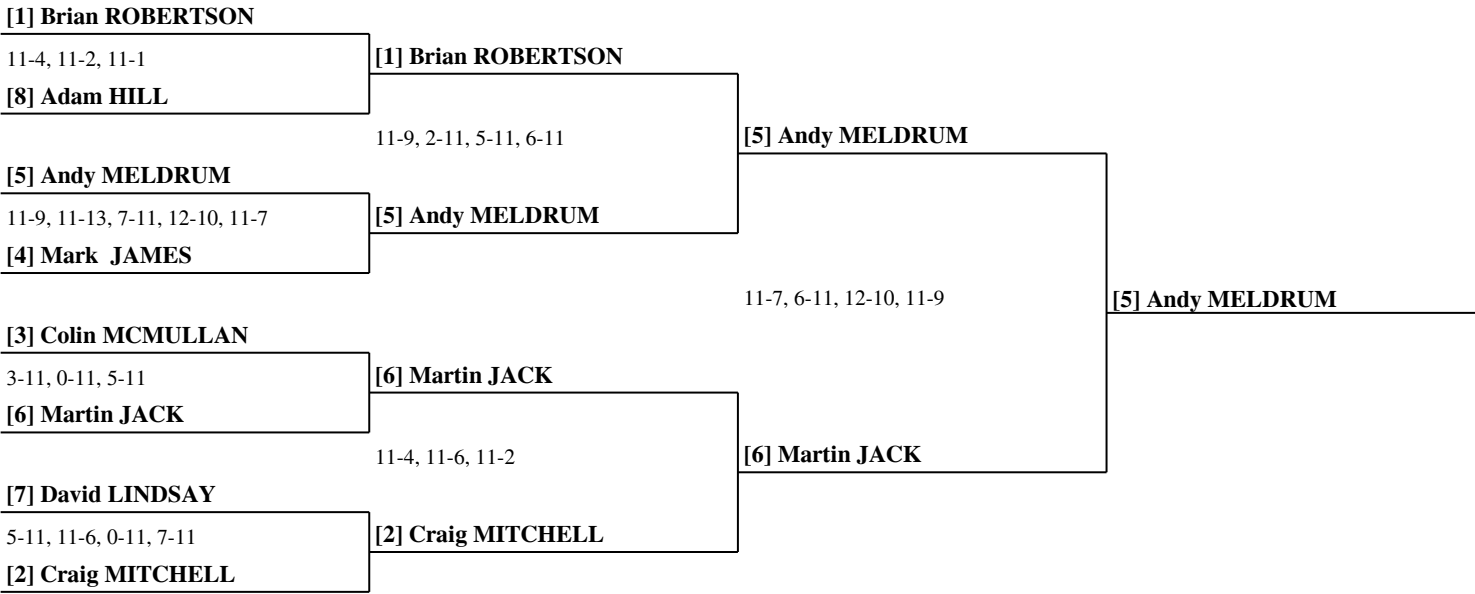 [1] Brian ROBERTSON
11-4, 11-2, 11-1
[8] Adam HILL
[1] Brian ROBERTSON
11-9, 2-11, 5-11, 6-11
[5] Andy MELDRUM
[5] Andy MELDRUM
11-9, 11-13, 7-11, 12-10, 11-7
[4] Mark  JAMES
[5] Andy MELDRUM
11-7, 6-11, 12-10, 11-9
[5] Andy MELDRUM
[3] Colin MCMULLAN
3-11, 0-11, 5-11
[6] Martin JACK
[6] Martin JACK
11-4, 11-6, 11-2
[6] Martin JACK
[7] David LINDSAY
5-11, 11-6, 0-11, 7-11
[2] Craig MITCHELL
[2] Craig MITCHELL